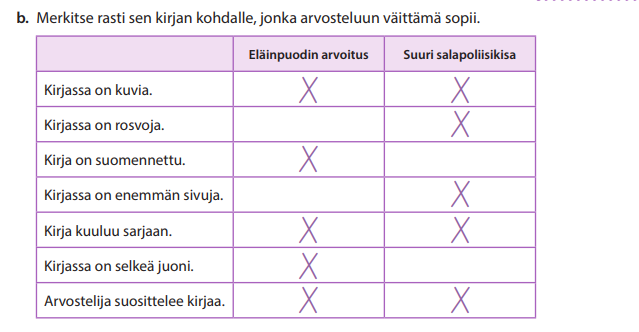 b. Merkitse rasti sen kirjan kohdalle, jonka arvosteluun väittämä sopii.
Eläinpuodin arvoitus Suuri salapoliisikisa
Kirjassa on kuvia. X X
Kirjassa on rosvoja. X
Kirja on suomennettu. X
Kirjassa on enemmän sivuja. X
Kirja kuuluu sarjaan. X X
Kirjassa on selkeä juoni. X
Arvostelija suosittelee kirjaa. X X